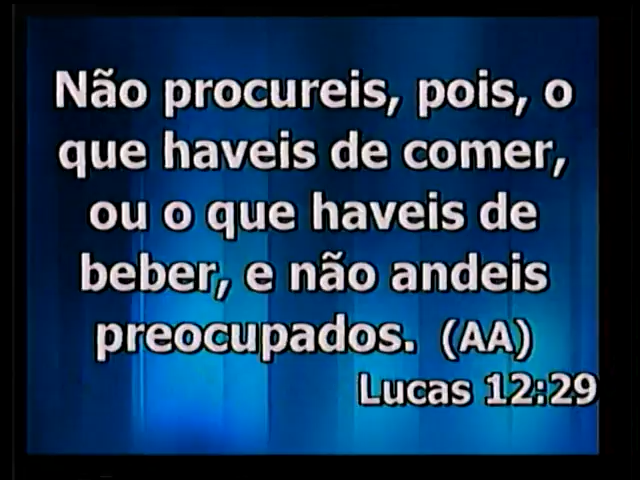 Não procureis, pois, o
que haveis de comer,
ou o que haveis de
beber, e não andeis
preocupados. (AA)
Lucas 12:29